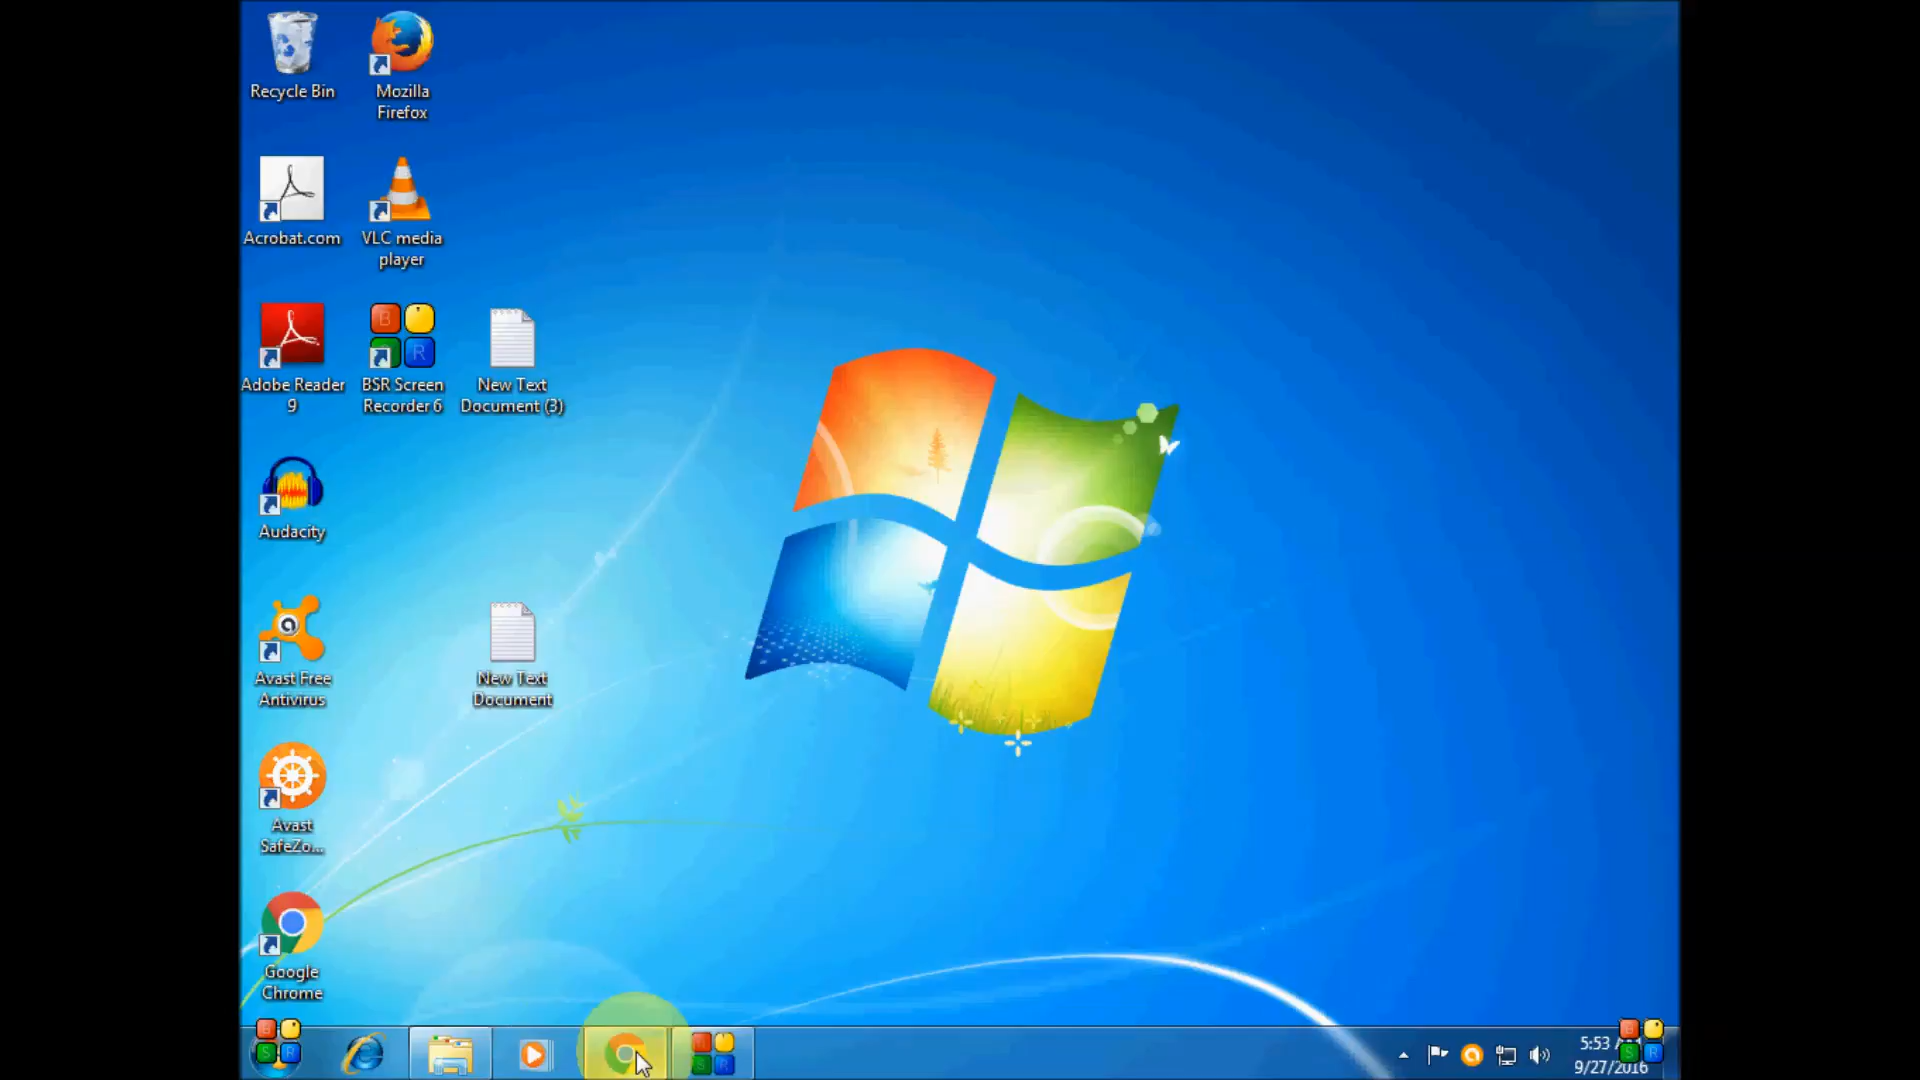 Recycle Bin
Mozilla
Firefox
Acrobat.com
VLC media
player
Adobe Reader
9
BSR Screen
Recorder 6
New Text
Document (3)
Audacity
Avast Free
Antivirus
New Text
Document
Avast
SafeZo...
Google
Chrome
5:53
9/27/2016